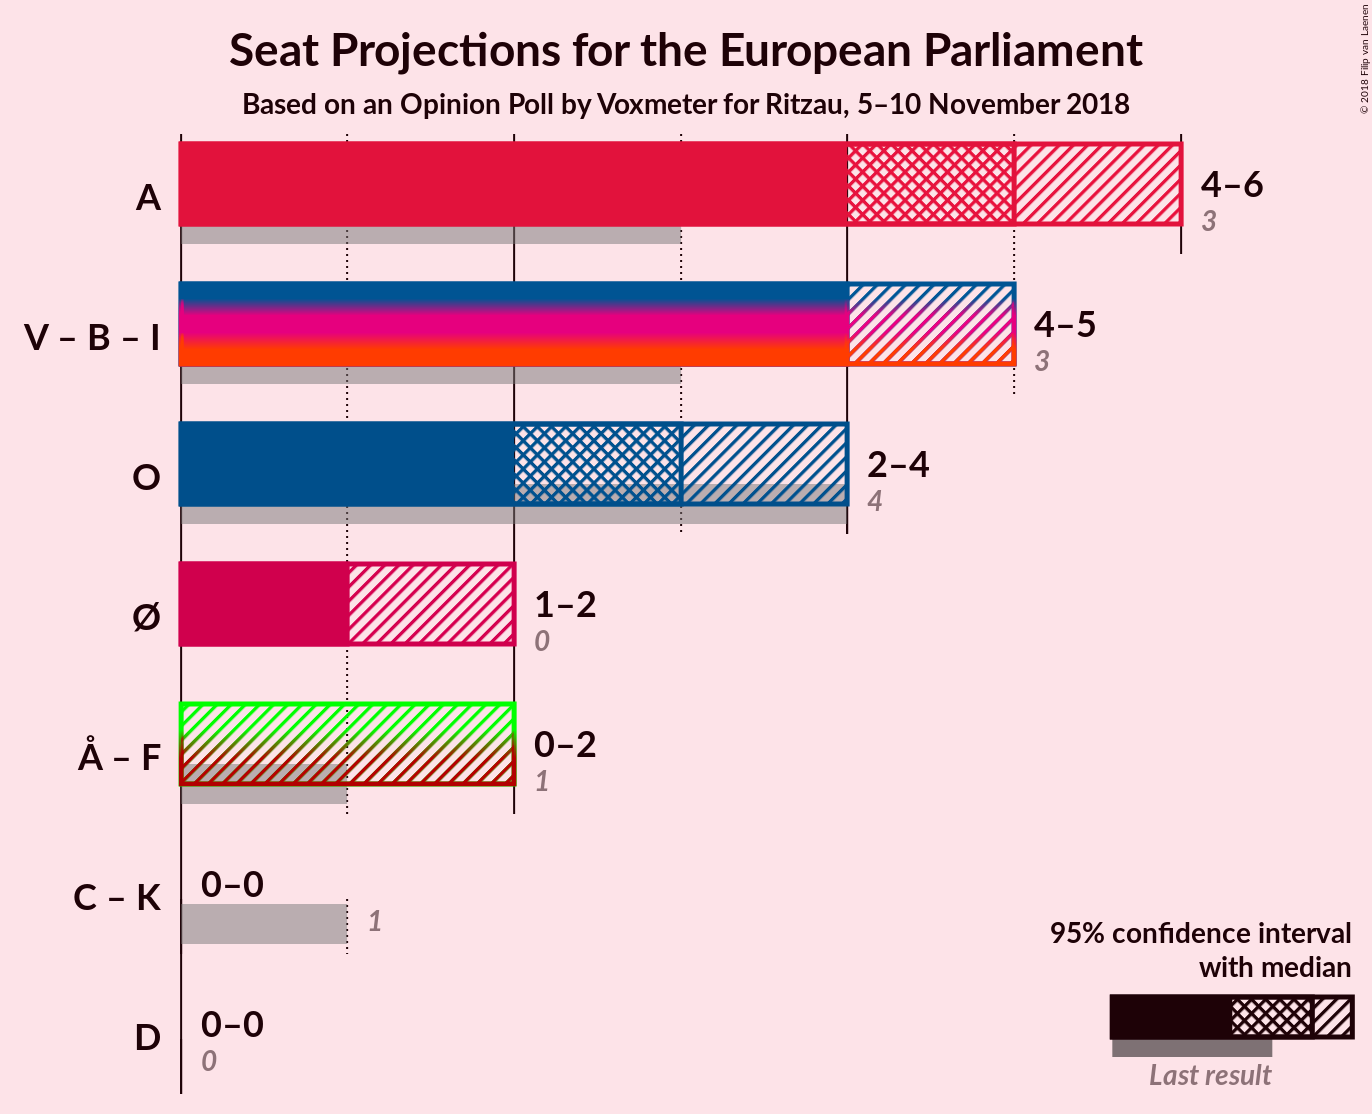 Seat Projections for the European Parliament
Based on an Opinion Poll by Voxmeter for Ritzau, 5–10 November 2018
© 2018 Filip van Laenen
A
4–6
3
V – B – I
4–5
3
O
2–4
4
Ø
1–2
0
Å – F
0–2
1
C – K
0–0
1
D
0–0
0
95% confidence interval
with median
Last result